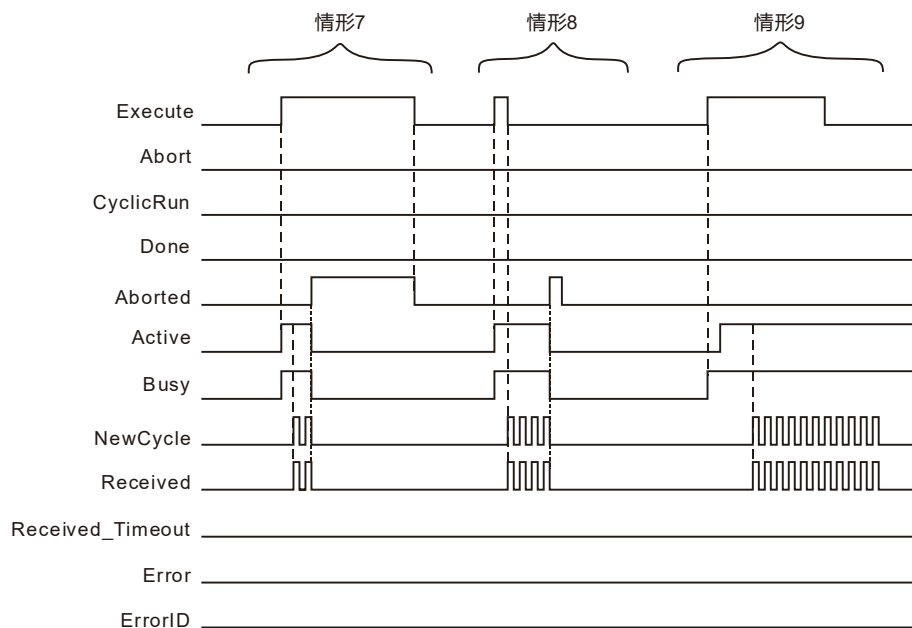 情形7 情形8 情形9
Execute
Abort
CyclicRun
Done
Aborted
Active
Busy
NewCycle
Received
Received_Timeout
Error
ErrorID